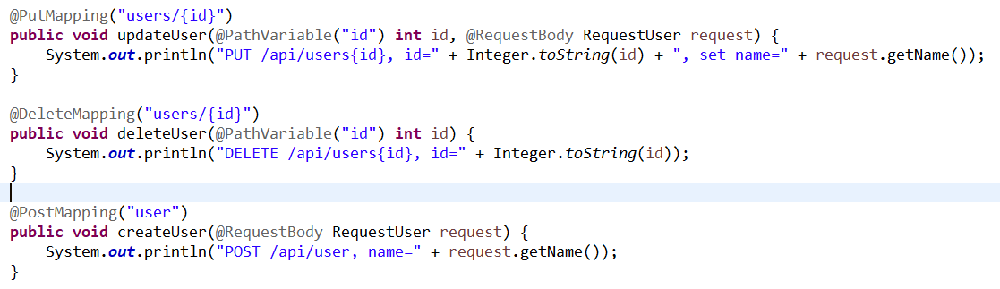 @PutMapping("users/{id}")
public void updateUser(@PathVariable("id") int id, @RequestBody RequestUser request) {
    System.out.println("PUT /api/users{id}, id=" + Integer.toString(id) + ", set name=" + request.getName());
}

@DeleteMapping("users/{id}")
public void deleteUser(@PathVariable("id") int id) {
    System.out.println("DELETE /api/users{id}, id=" + Integer.toString(id));
}

@PostMapping("user")
public void createUser(@RequestBody RequestUser request) {
    System.out.println("POST /api/user, name=" + request.getName());
}